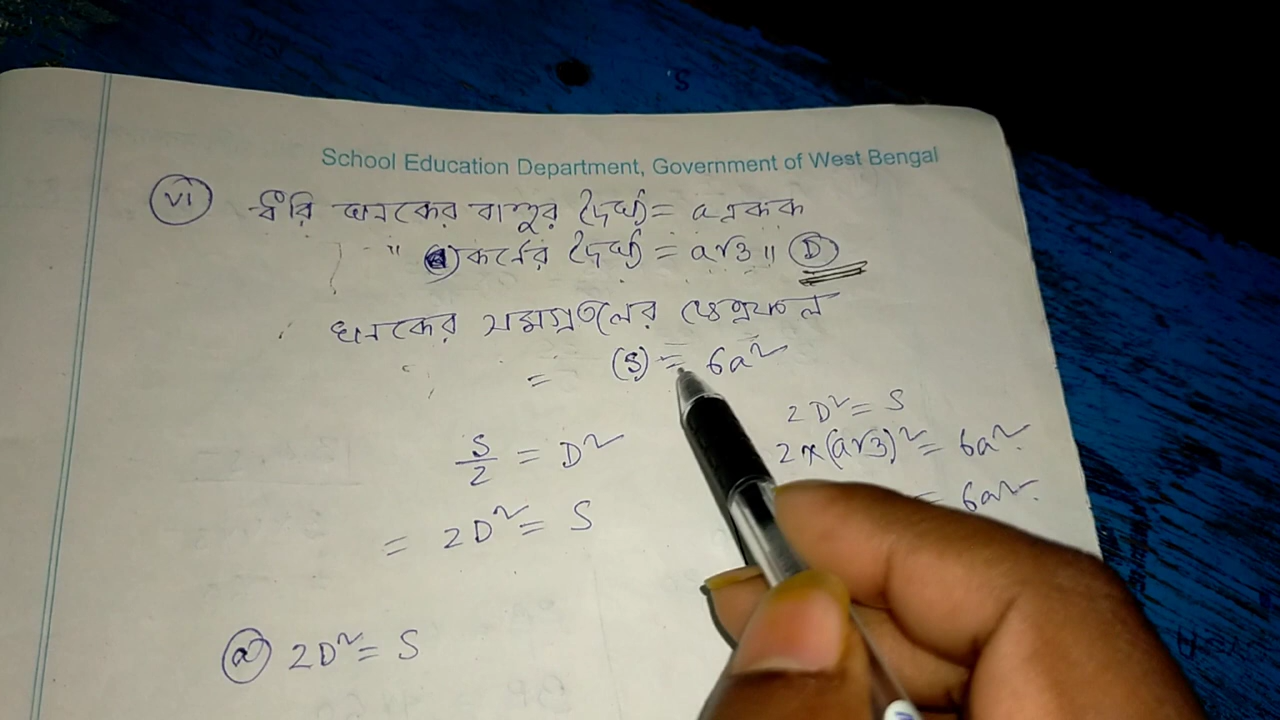 School Education Department, Government of West Bengal
(vi) ধরি ঘনকের বাহুর দৈর্ঘ্য = a একক
" কর্নের দৈর্ঘ্য = a√3 " (D)
ঘনকের সমগ্রতলের ক্ষেত্রফল
= (S) = 6a²
S/2 = D²
= 2D² = S
2D² = S
2×(a√3)² = 6a²
= 6a²
(a) 2D² = S